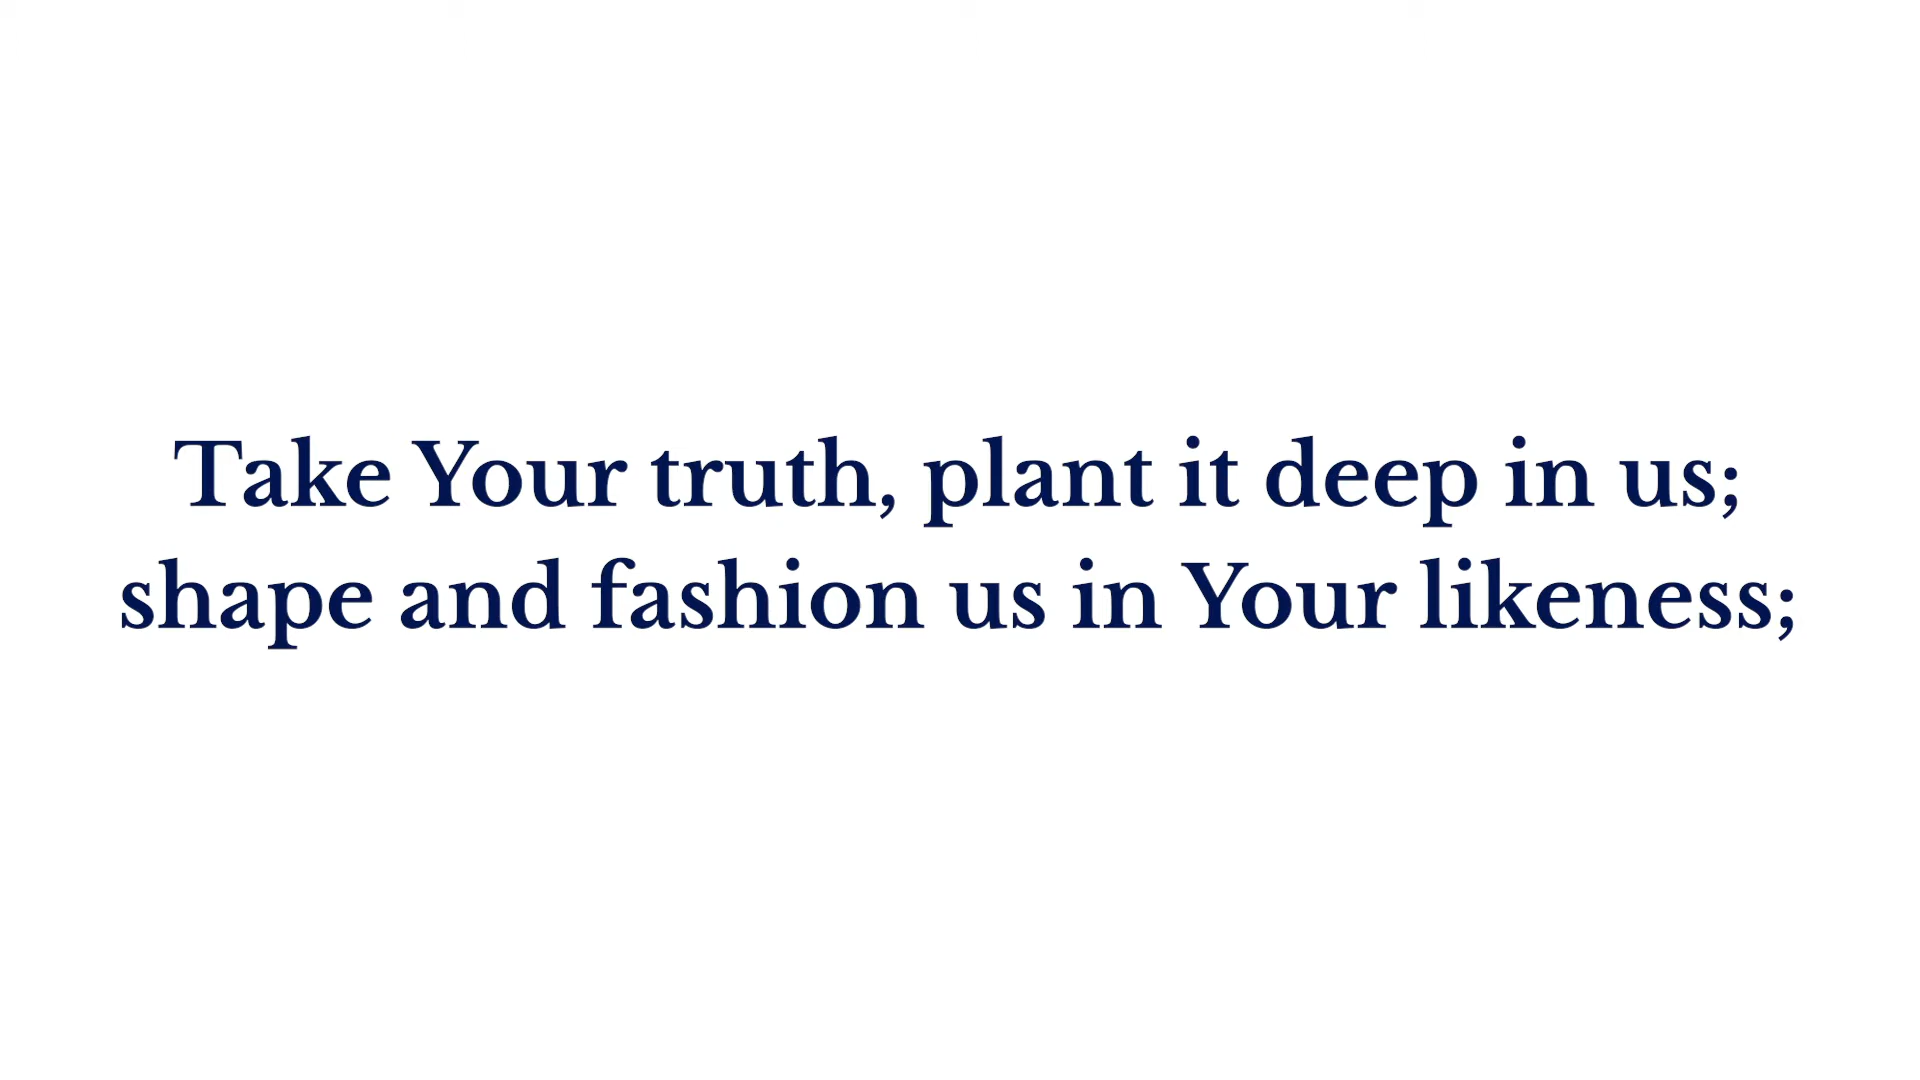 Take Your truth, plant it deep in us;
shape and fashion us in Your likeness;